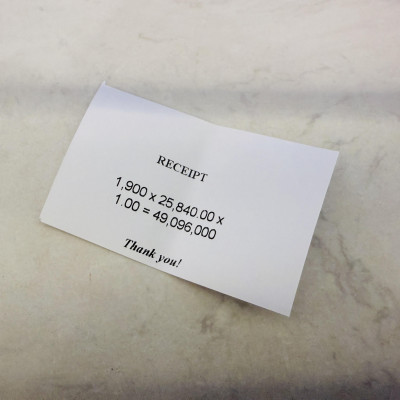 RECEIPT
1,900 x 25,840.00 x
1.00 = 49,096,000
Thank you!